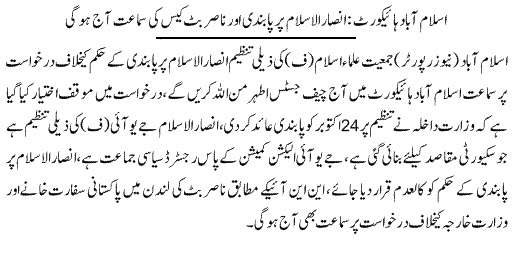 اسلام آباد ہائیکورٹ: انصار الاسلام پر پابندی اور ناصر بٹ کیس کی سماعت آج ہوگی
اسلام آباد (نیوز رپورٹر) جمعیت علماء اسلام (ف) کی ذیلی تنظیم انصار الاسلام پر پابندی کے حکم کیخلاف درخواست
پر سماعت اسلام آباد ہائیکورٹ میں آج چیف جسٹس اطہر من اللہ کریں گے، درخواست میں موقف اختیار کیا گیا
ہے کہ وزارت داخلہ نے تنظیم پر 24 اکتوبر کو پابندی عائد کردی، انصار الاسلام جے یو آئی (ف) کی ذیلی تنظیم ہے
جو سکیورٹی مقاصد کیلئے بنائی گئی ہے، جے یو آئی الیکشن کمیشن کے پاس رجسٹرڈ سیاسی جماعت ہے، انصار الاسلام پر
پابندی کے حکم کو کالعدم قرار دیا جائے، این این آئی کے مطابق ناصر بٹ کی لندن میں پاکستانی سفارت خانے اور
وزارت خارجہ کیخلاف درخواست پر سماعت بھی آج ہوگی۔